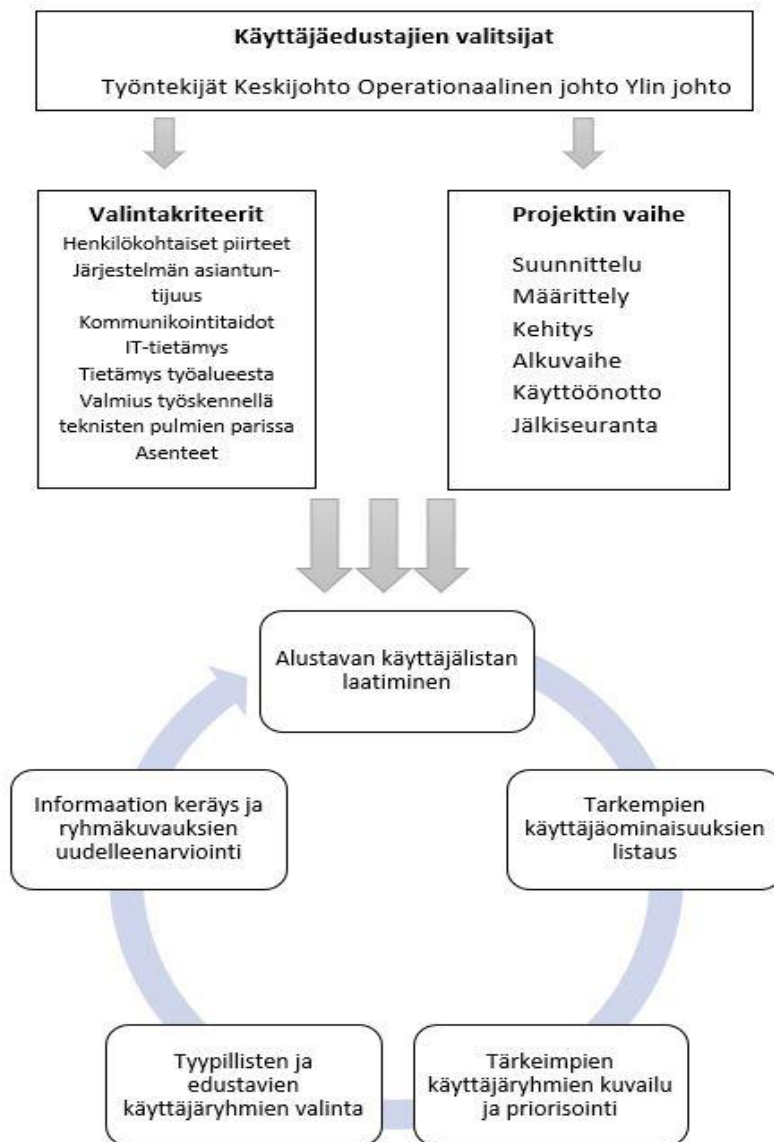 Käyttäjäedustajien valitsijat
Työntekijät Keskijohto Operationaalinen johto Ylin johto
Valintakriteerit
Henkilökohtaiset piirteet
Järjestelmän asiantun-
tijuus
Kommunikointitaidot
IT-tietämys
Tietämys työalueesta
Valmius työskennellä
teknisten pulmien parissa
Asenteet
Projektin vaihe
Suunnittelu
Määrittely
Kehitys
Alkuvaihe
Käyttöönotto
Jälkiseuranta
Alustavan käyttäjälistan
laatiminen
Tarkempien
käyttäjäominaisuuksien
listaus
Tärkeimpien
käyttäjäryhmien kuvailu
ja priorisointi
Tyypillisten ja
edustavien
käyttäjäryhmien valinta
Informaation keräys ja
ryhmäkuvauksien
uudelleenarviointi